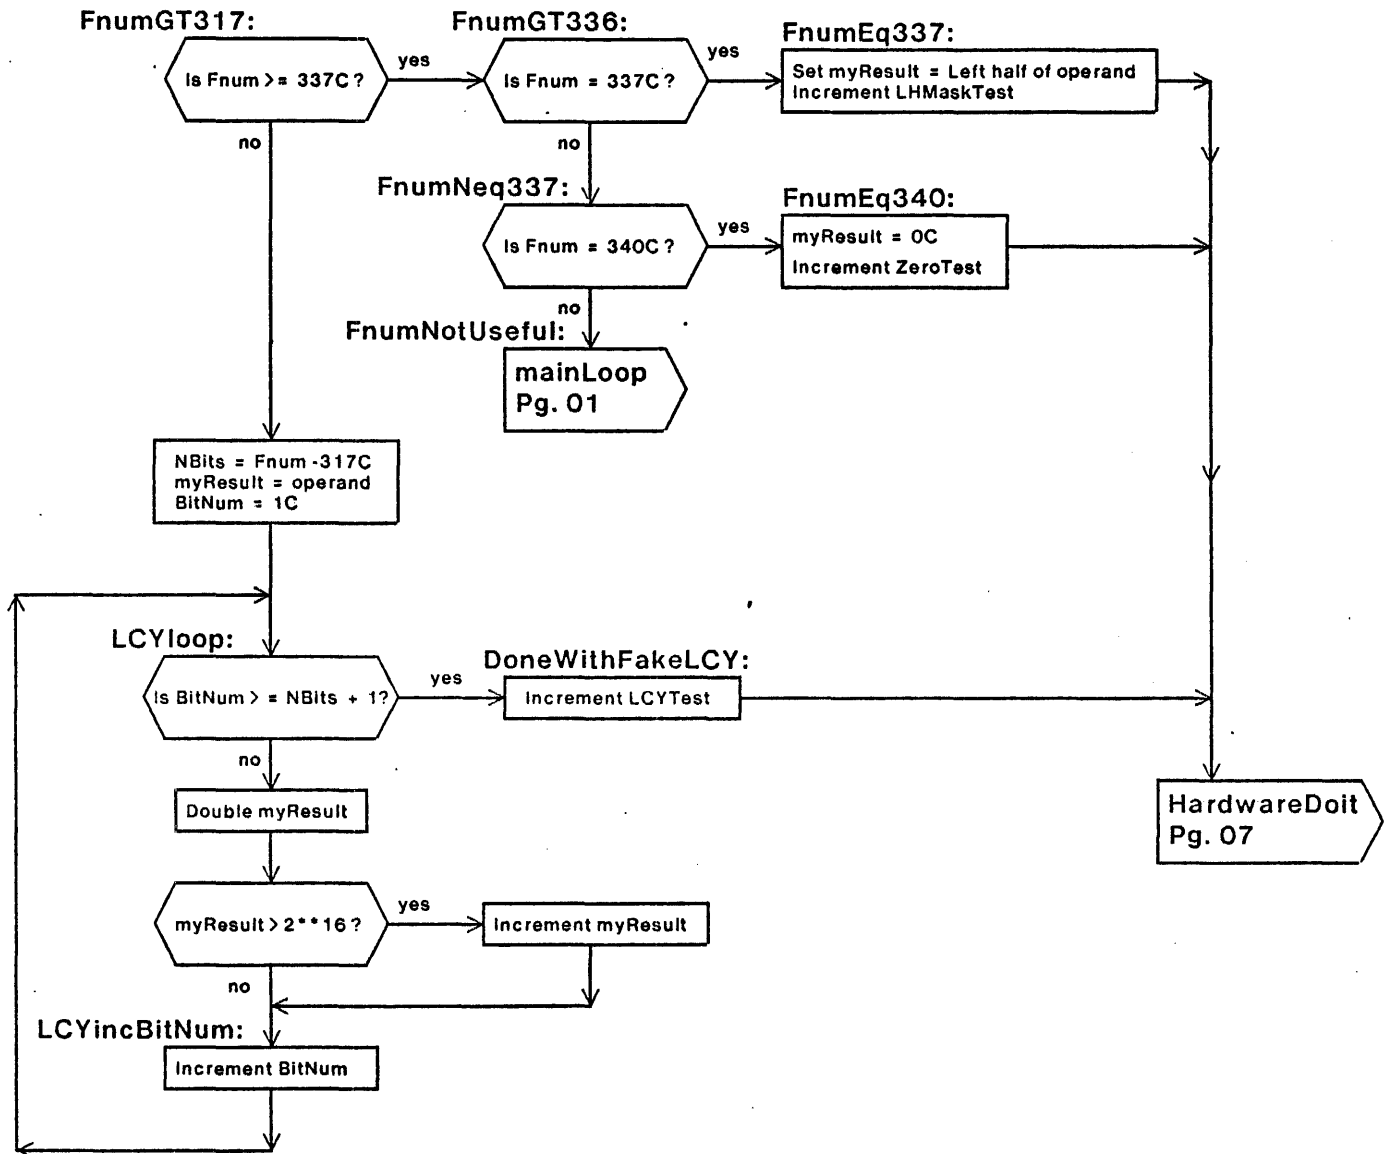 FnumGT317:
Is Fnum >= 337C?
yes
no
FnumGT336:
Is Fnum = 337C?
yes
no
FnumEq337:
Set myResult = Left half of operand
Increment LHMaskTest
FnumNeq337:
Is Fnum = 340C?
yes
no
FnumEq340:
myResult = 0C
Increment ZeroTest
FnumNotUseful:
mainLoop
Pg. 01
NBits = Fnum -317C
myResult = operand
BitNum = 1C
LCYloop:
Is BitNum >= NBits + 1?
yes
no
DoneWithFakeLCY:
Increment LCYTest
Double myResult
HardwareDoit
Pg. 07
myResult > 2**16?
yes
no
Increment myResult
LCYincBitNum:
Increment BitNum